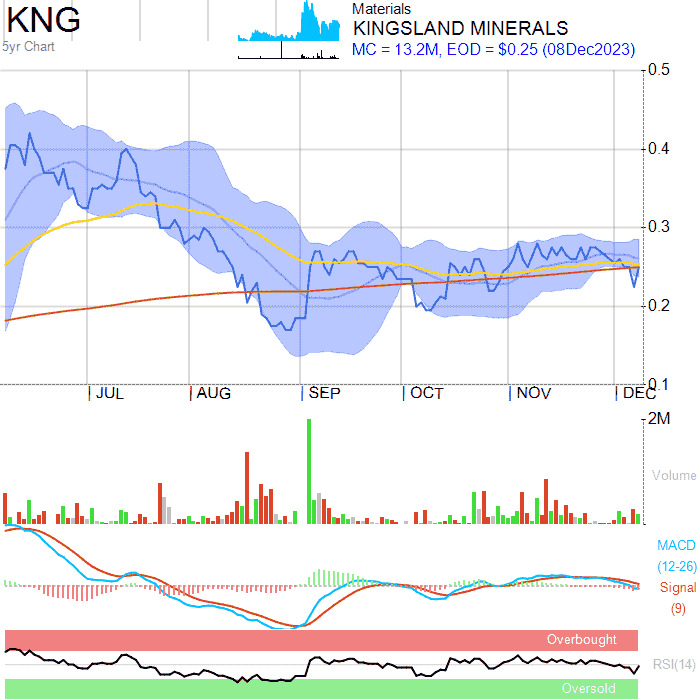 KNG
5yr Chart
Materials
KINGSLAND MINERALS
MC = 13.2M, EOD = $0.25 (08Dec2023)
0.5
0.4
0.3
0.2
0.1
JUL AUG SEP OCT NOV DEC
2M
Volume
MACD
(12-26)
Signal
(9)
Overbought
RSI(14)
Oversold